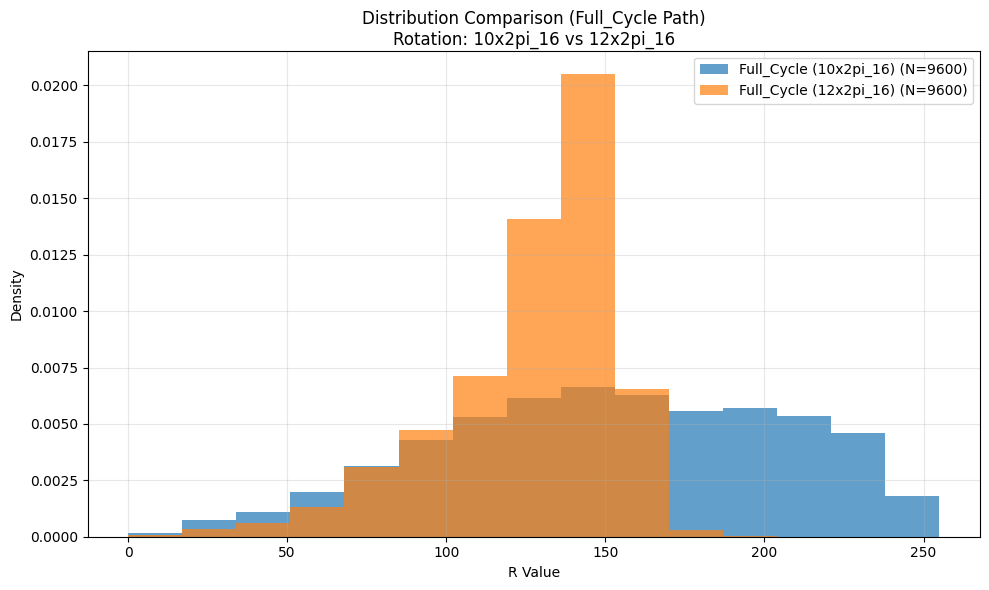 Distribution Comparison (Full_Cycle Path)
Rotation: 10x2pi_16 vs 12x2pi_16
Full_Cycle (10x2pi_16) (N=9600)
Full_Cycle (12x2pi_16) (N=9600)
Density
0.0200
0.0175
0.0150
0.0125
0.0100
0.0075
0.0050
0.0025
0.0000
0
50
100
150
200
250
R Value